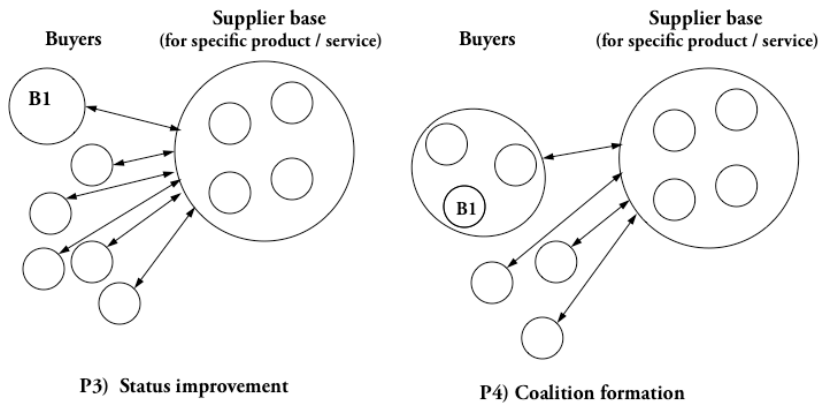 Buyers
Supplier base
(for specific product / service)
B1
P3) Status improvement
Buyers
Supplier base
(for specific product / service)
B1
P4) Coalition formation